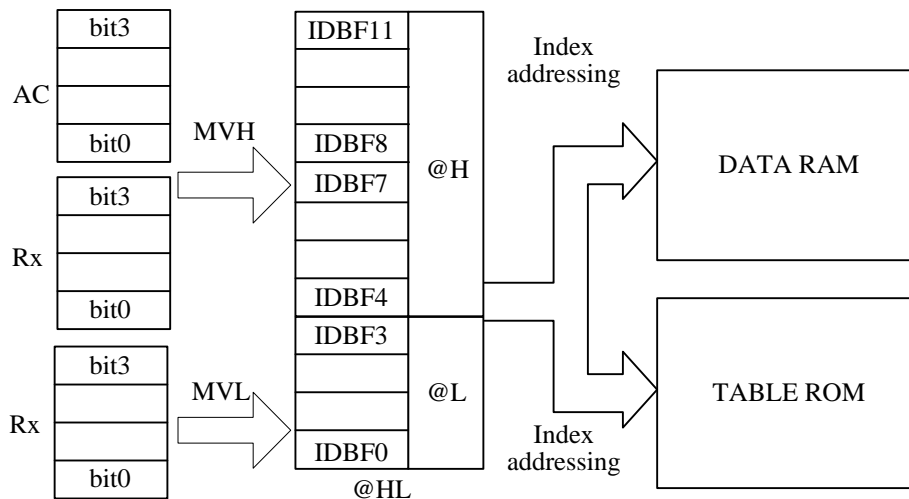 bit3
AC
bit0
bit3
Rx
bit0
bit3
Rx
bit0
MVH
MVL
IDBF11
IDBF8
IDBF7
IDBF4
IDBF3
IDBF0
@H
@L
@HL
Index
addressing
Index
addressing
DATA RAM
TABLE ROM